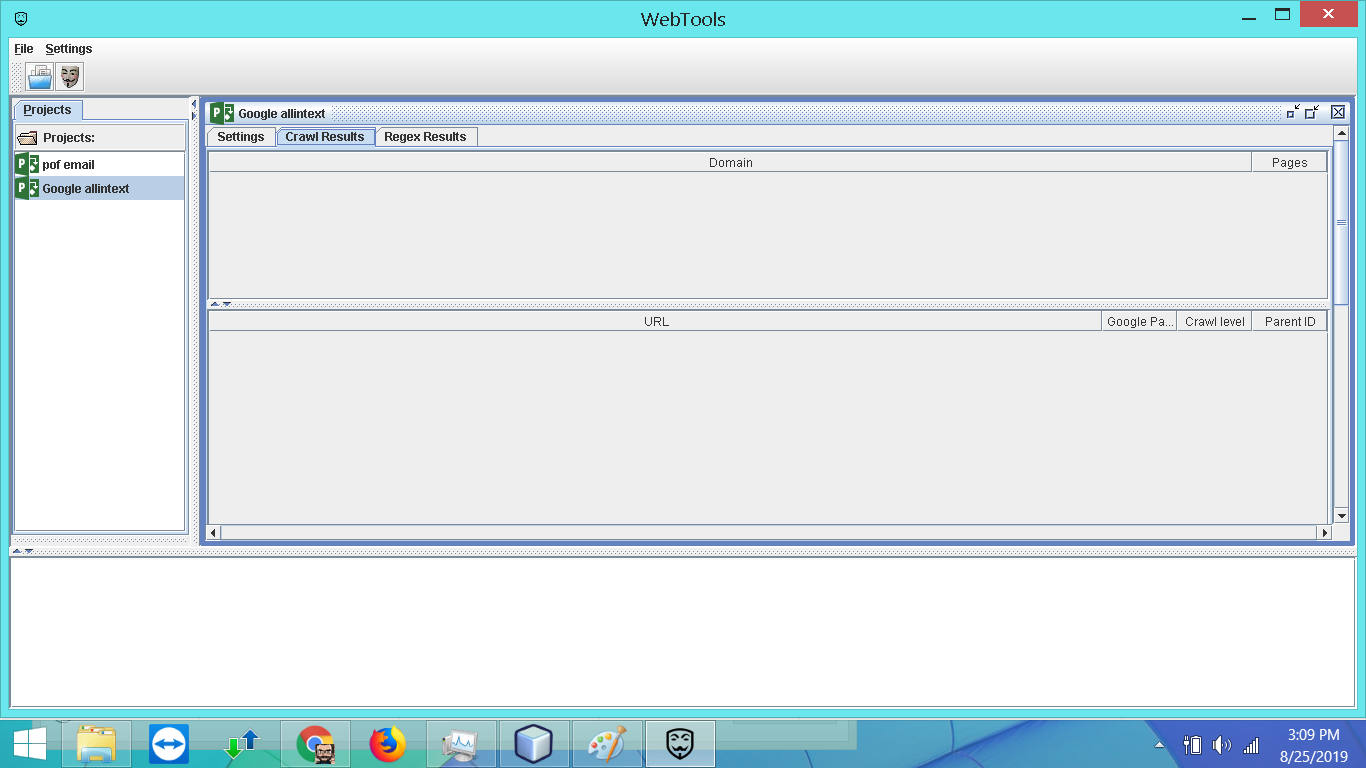 WebTools
File Settings
Projects
Projects:
pof email
Google allintext
Google allintext
Settings Crawl Results Regex Results
Domain Pages
URL Google Pa... Crawl level Parent ID
3:09 PM
8/25/2019